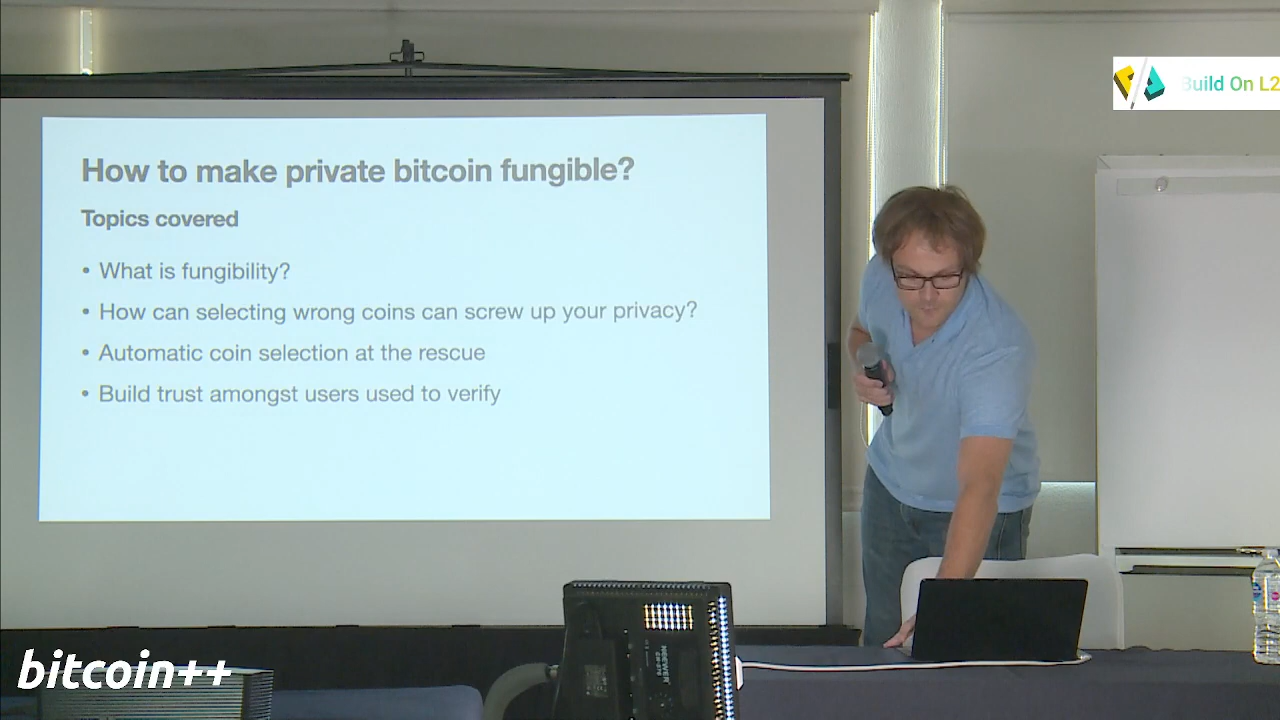 How to make private bitcoin fungible?
Topics covered
• What is fungibility?
• How can selecting wrong coins can screw up your privacy?
• Automatic coin selection at the rescue
• Build trust amongst users used to verify
Build On L2
NEEWER
bitcoin++